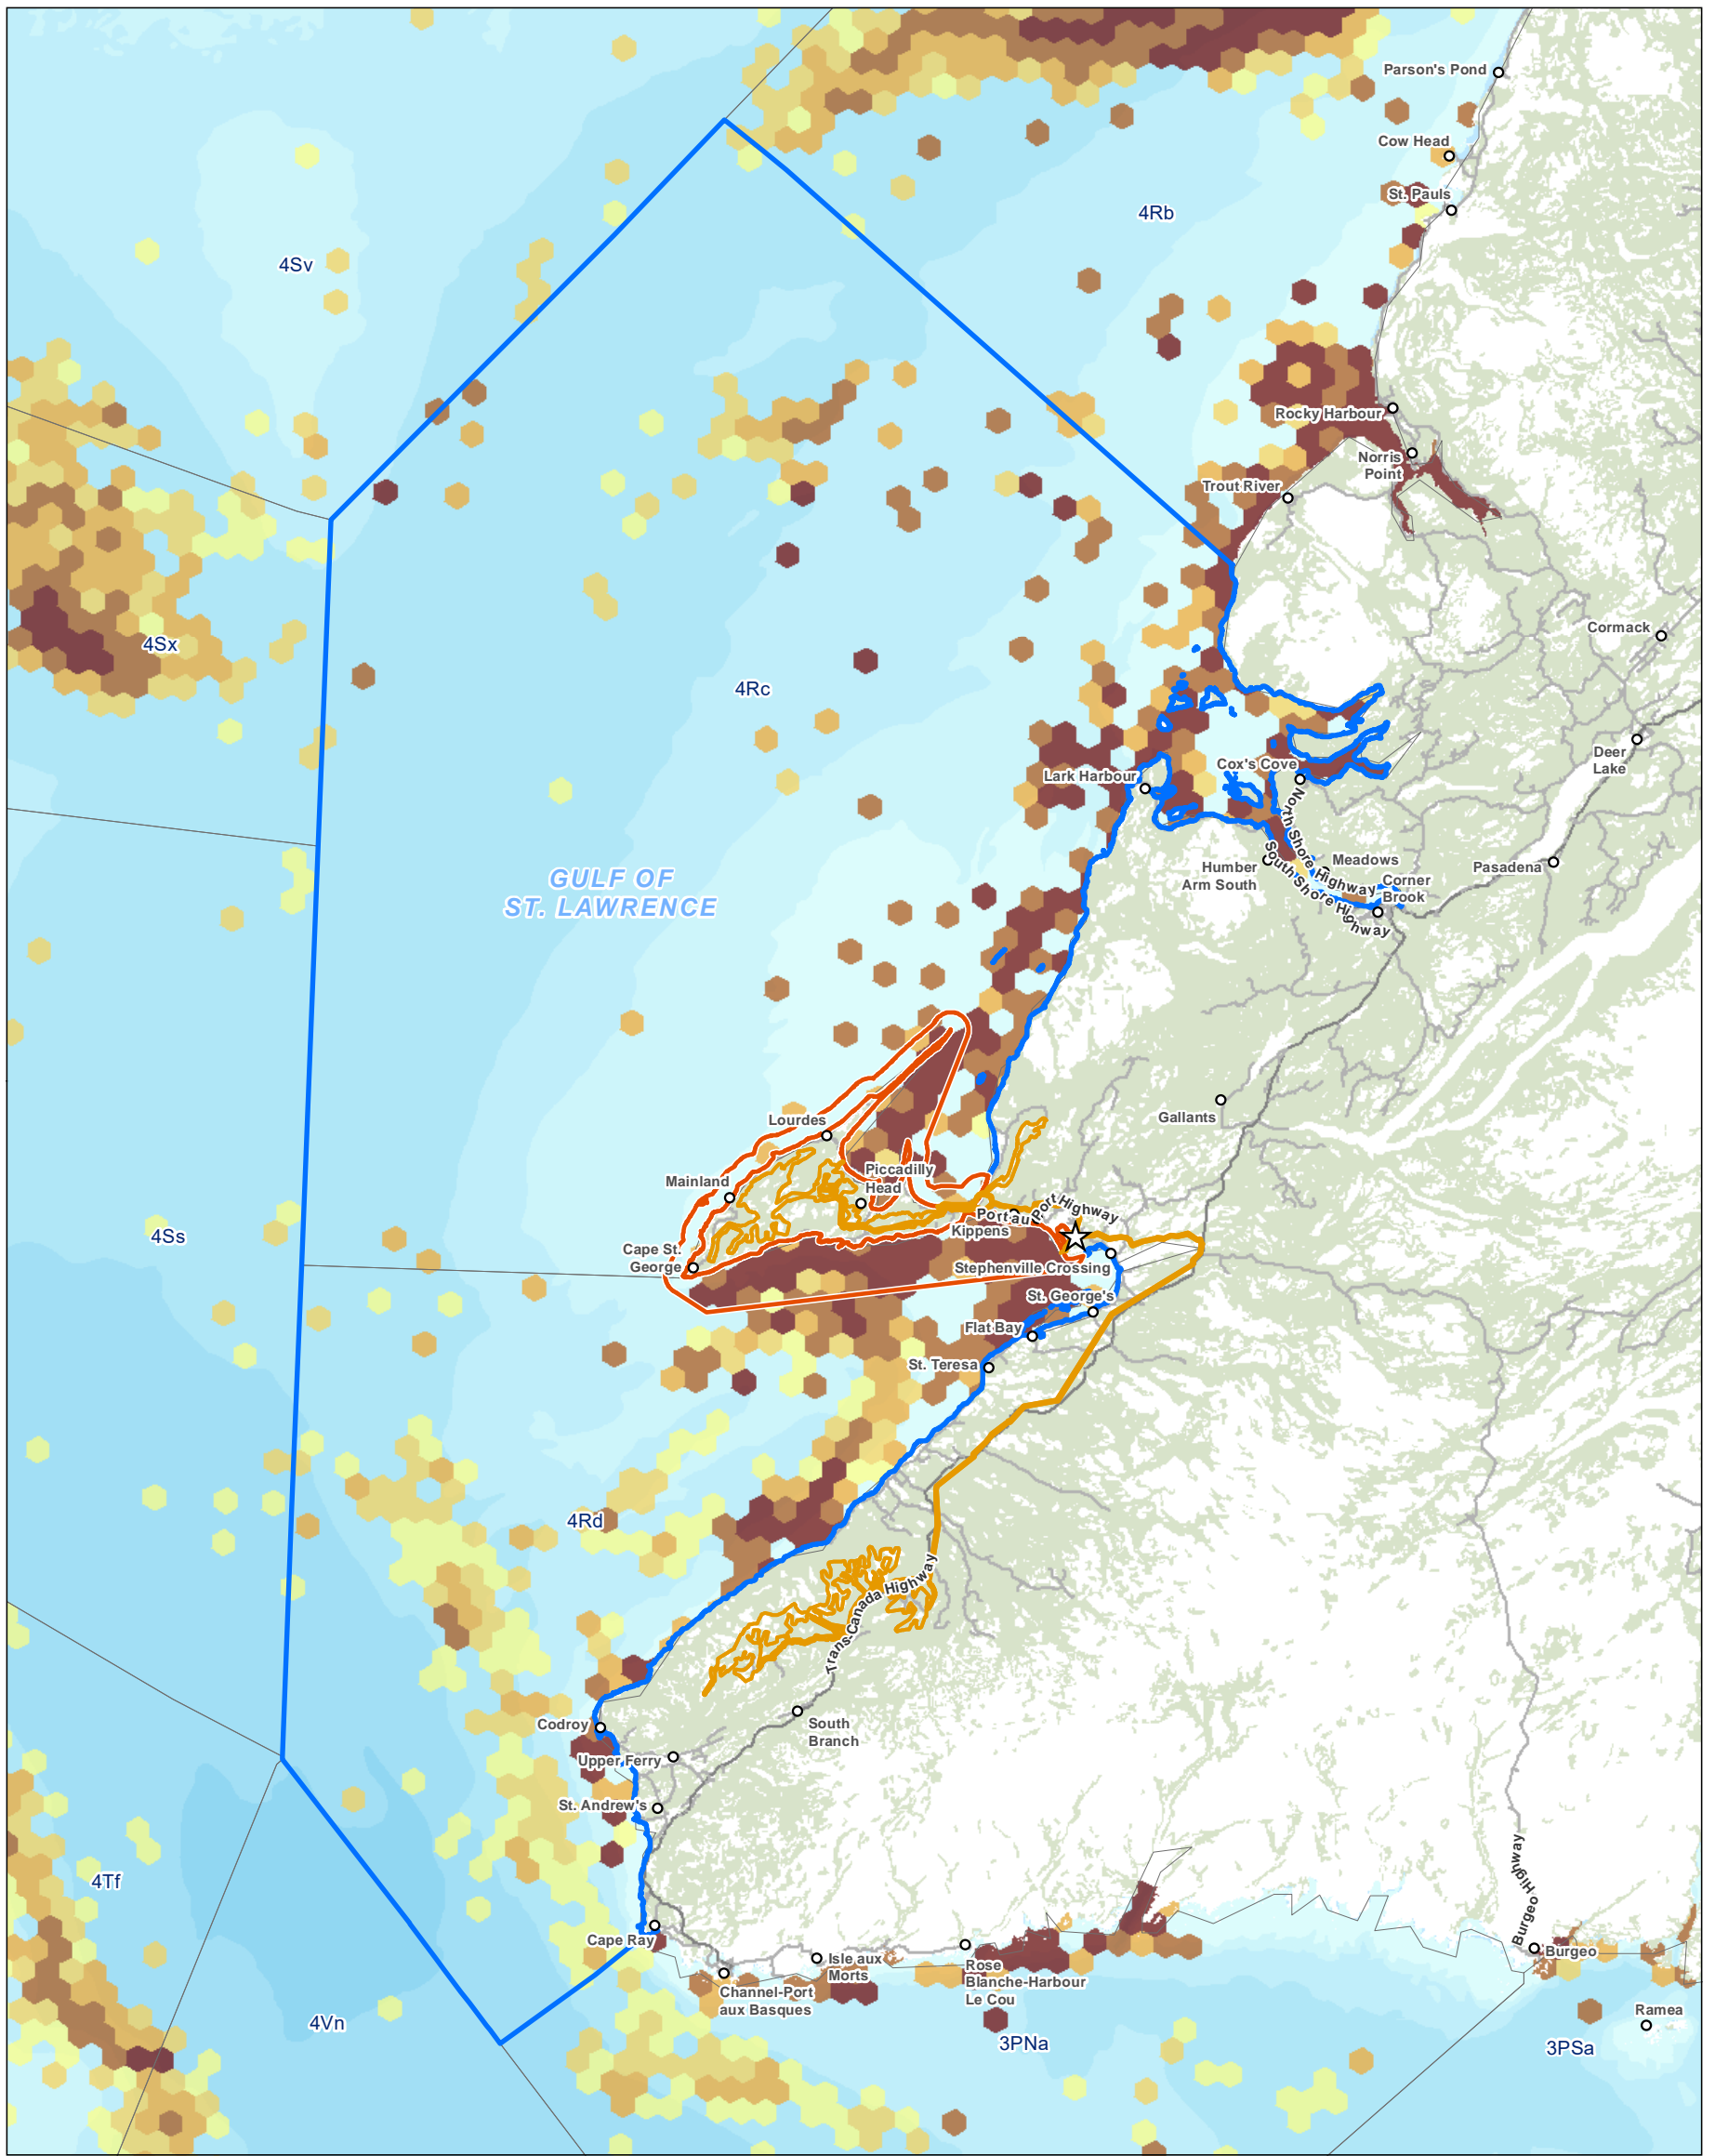 Parson's Pond
Cow Head
St. Pauls
4Rb
4Sv
Rocky Harbour
Norris
Point
Trout River
Cormack
4Sx
4Rc
Deer
Lake
Cox's Cove
Lark Harbour
North Shore Highway
South Shore Highway
Meadows
Humber
Arm South
Corner
Brook
Pasadena
GULF OF
ST. LAWRENCE
Gallants
Lourdes
Piccadilly
Head
Mainland
Port au Port Highway
Kippens
4Ss
Cape St.
George
Stephenville Crossing
St. George's
Flat Bay
St. Teresa
4Rd
Trans-Canada Highway
Codroy
South
Branch
Upper Ferry
St. Andrew's
4Tf
Burgeo Highway
Cape Ray
Isle aux
Morts
Rose
Blanche-Harbour
Le Cou
Burgeo
Channel-Port
aux Basques
Ramea
4Vn
3PNa
3PSa